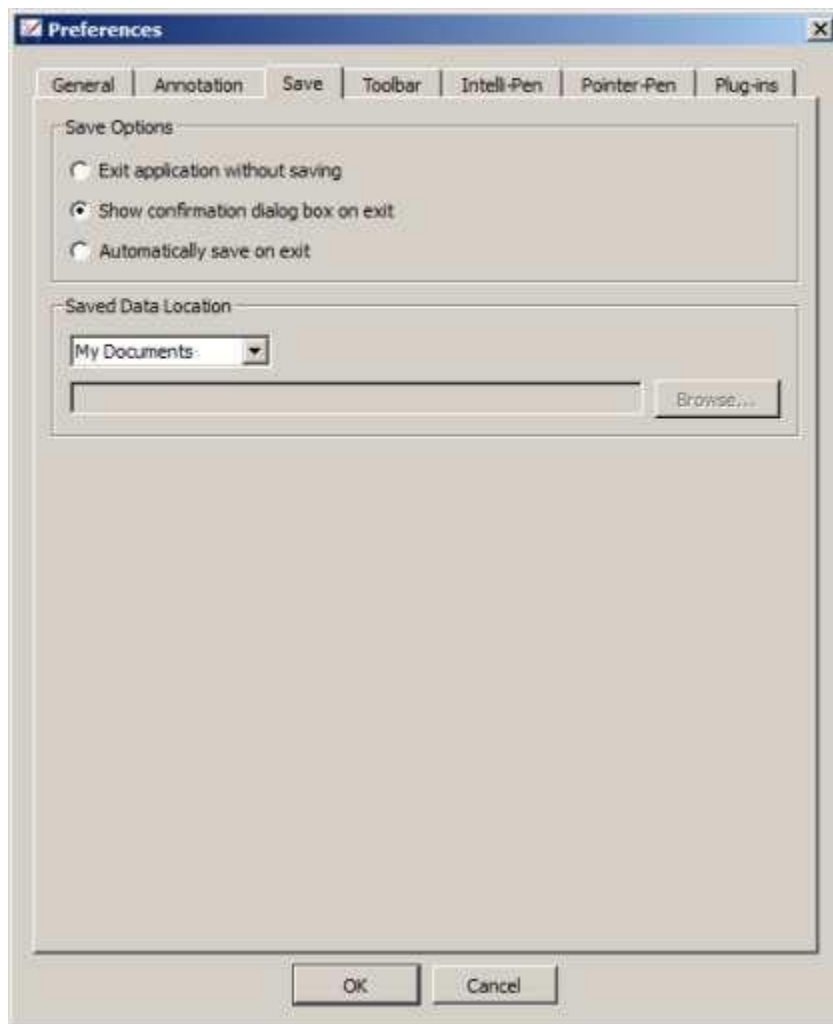 Preferences
General Annotation Save Toolbar Intelli-Pen Pointer-Pen Plug-ins
Save Options
Exit application without saving
Show confirmation dialog box on exit
Automatically save on exit
Saved Data Location
My Documents
Browse...
OK Cancel